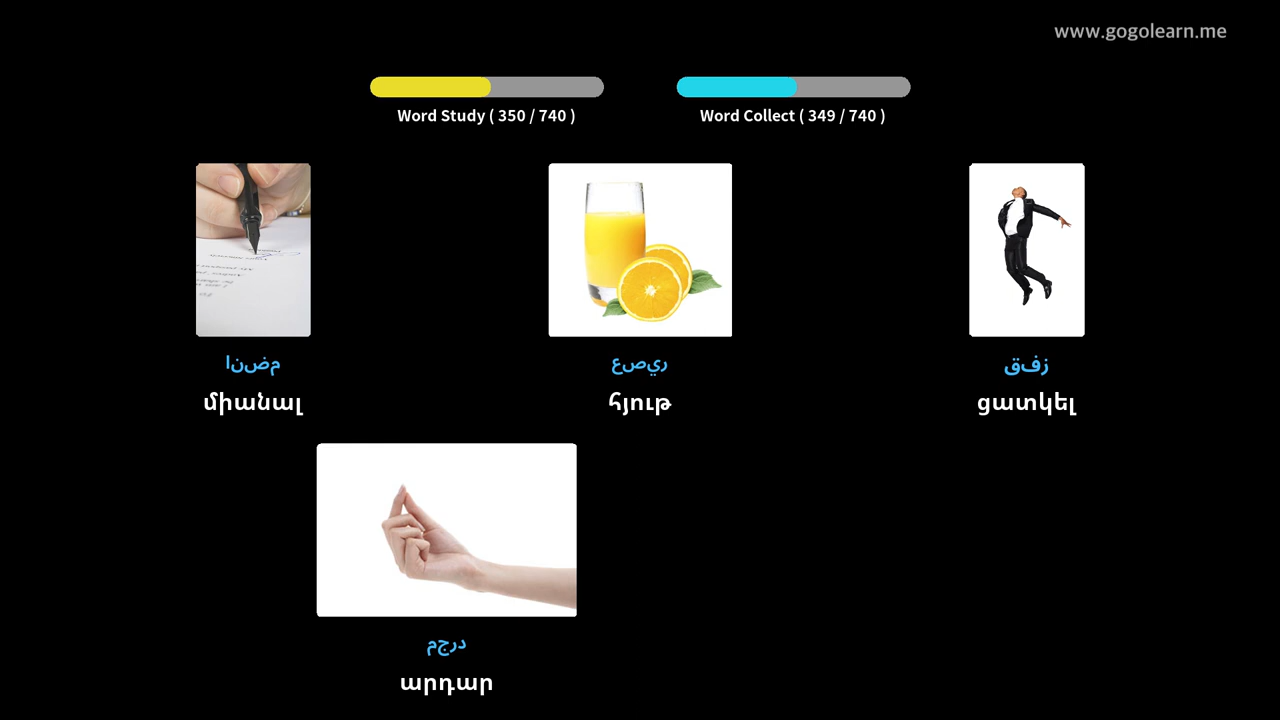 www.gogolearn.me
Word Study ( 350 / 740 ) Word Collect ( 349 / 740 )
انضم عصير قفز
միանալ հյութ ցատկել
مجرد
արդար